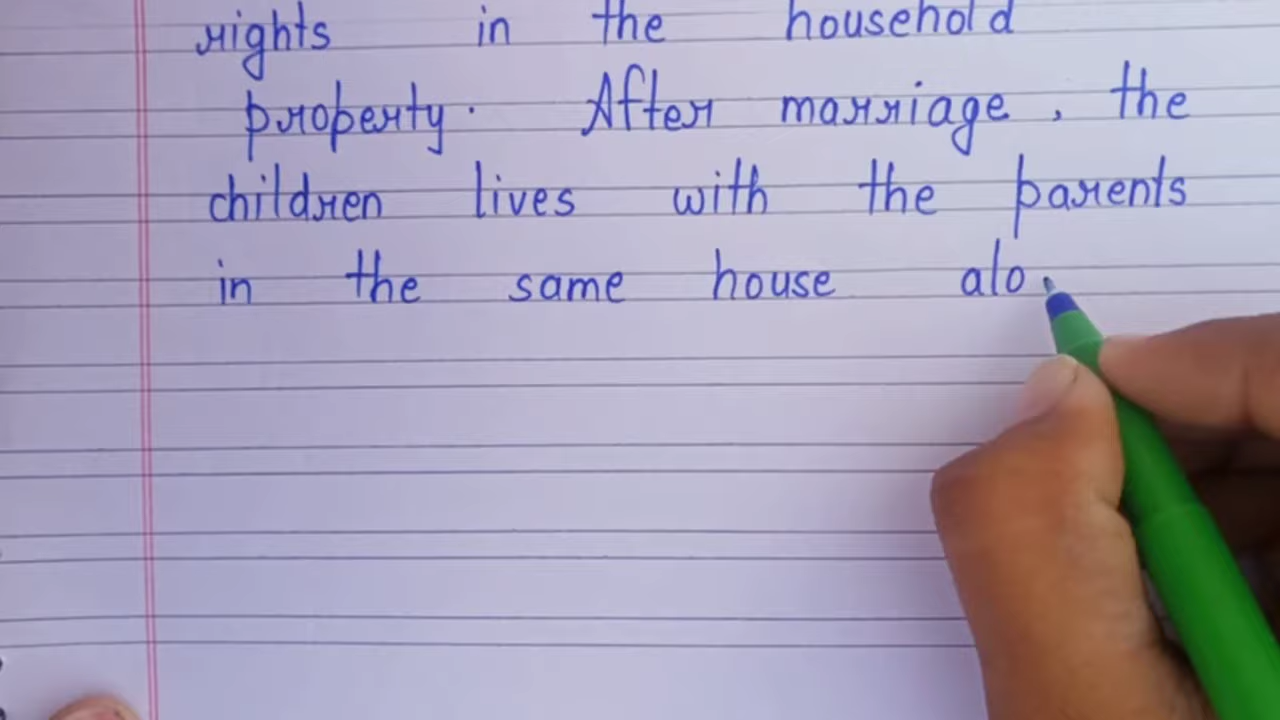 rights in the household
property. After marriage, the
children lives with the parents
in the same house alo